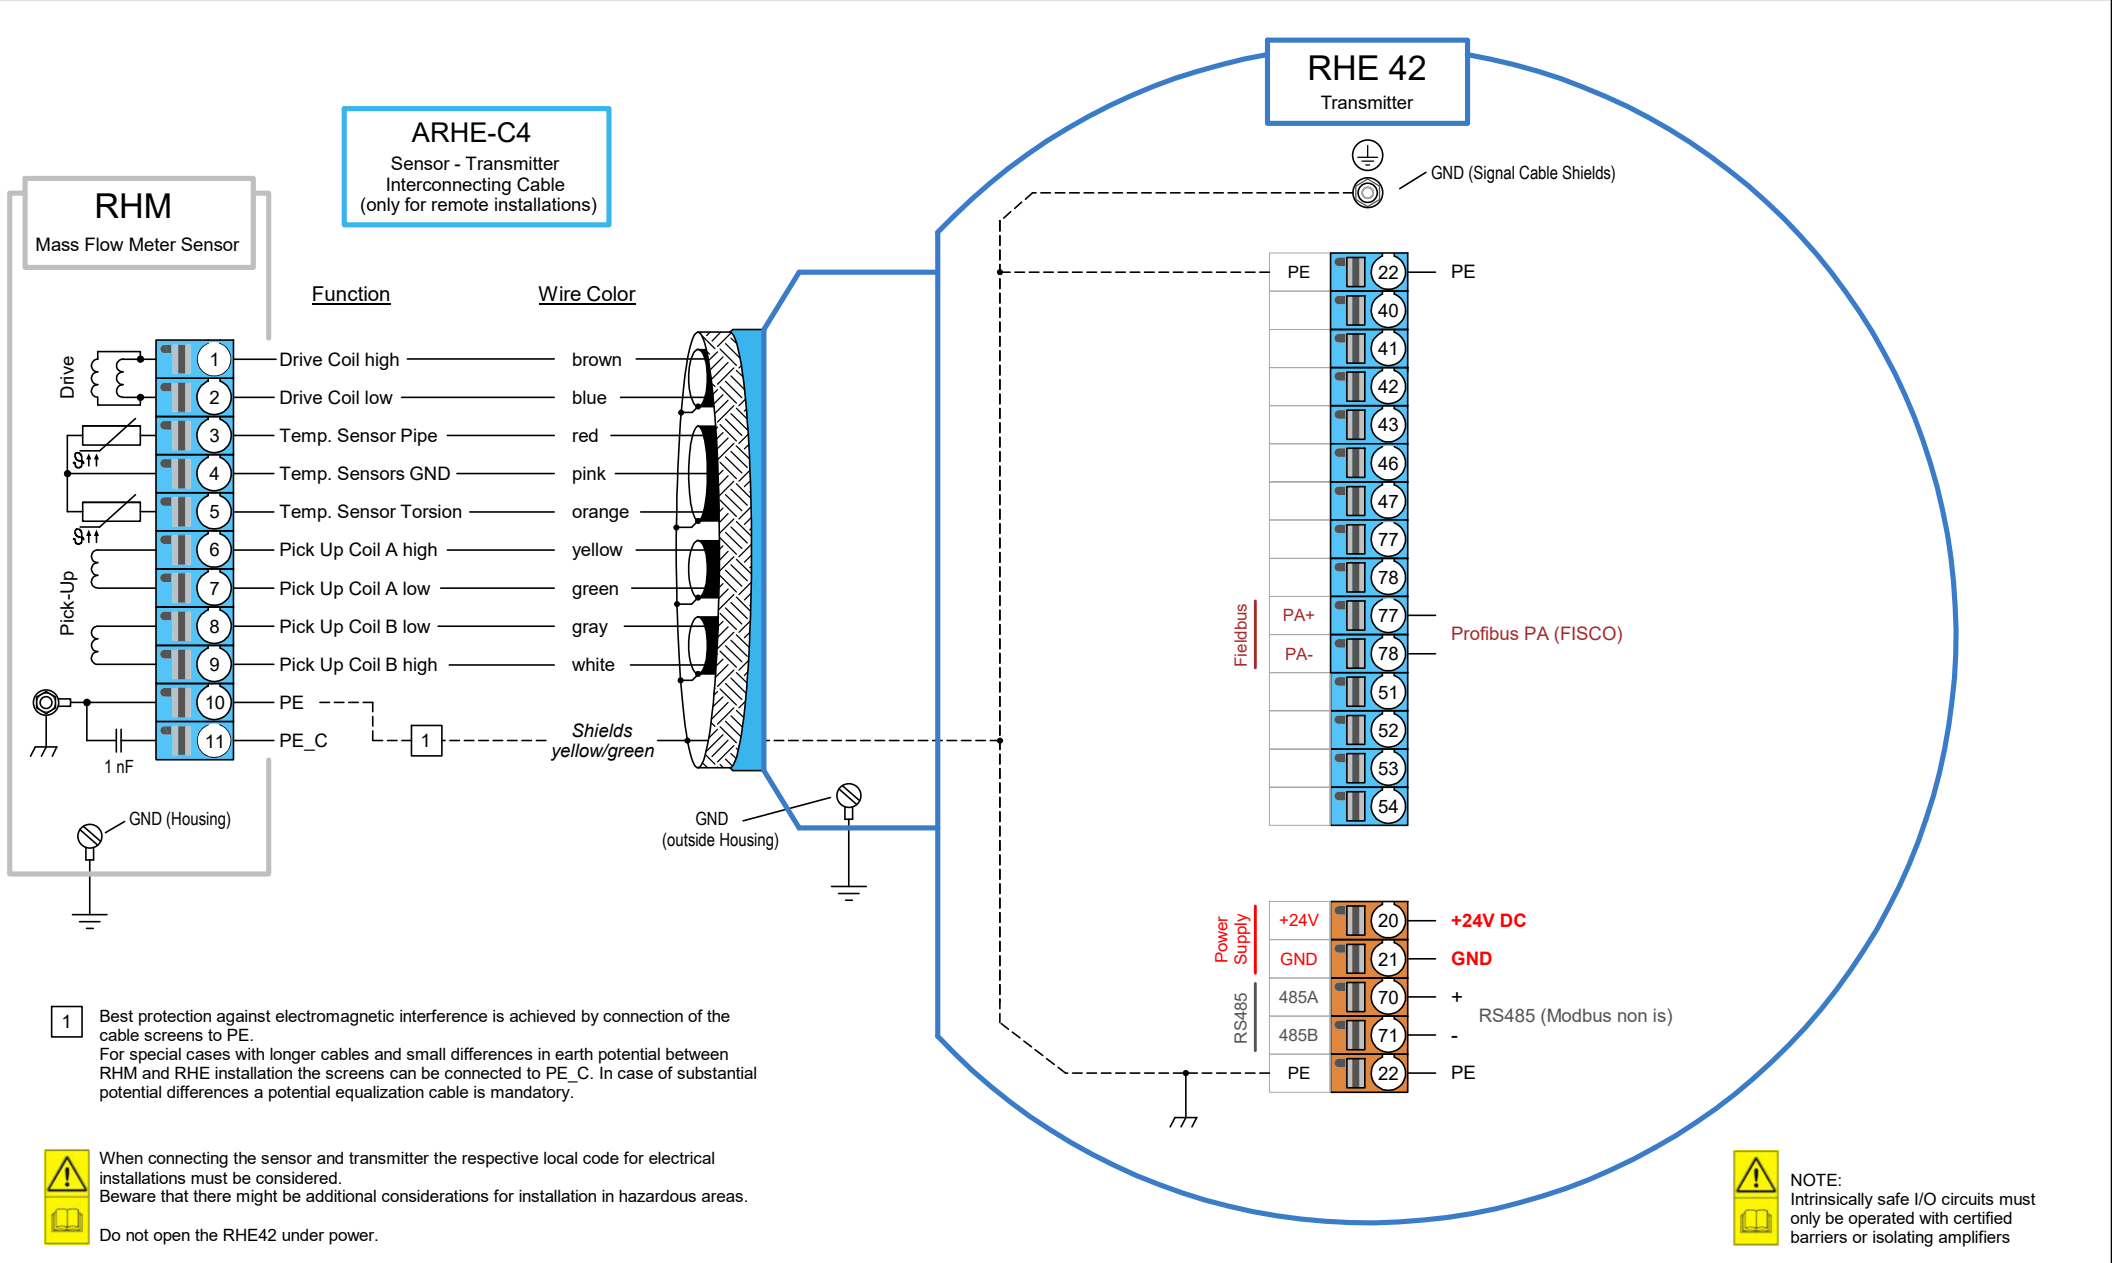 RHE 42
Transmitter
ARHE-C4
Sensor - Transmitter
Interconnecting Cable
(only for remote installations)
RHM
Mass Flow Meter Sensor
GND (Signal Cable Shields)
Function
Wire Color
Drive
1 Drive Coil high brown
2 Drive Coil low blue
3 Temp. Sensor Pipe red
ϑ↑↑
4 Temp. Sensors GND pink
5 Temp. Sensor Torsion orange
ϑ↑↑
Pick-Up
6 Pick Up Coil A high yellow
7 Pick Up Coil A low green
8 Pick Up Coil B low gray
9 Pick Up Coil B high white
10 PE
11 PE_C
1
Shields
yellow/green
1 nF
GND (Housing)
GND
(outside Housing)
PE 22 PE
40
41
42
43
46
47
77
78
Fieldbus
PA+ 77
PA- 78
Profibus PA (FISCO)
51
52
53
54
Power
Supply
+24V 20 +24V DC
GND 21 GND
RS485
485A 70 +
485B 71 -
RS485 (Modbus non is)
PE 22 PE
1
Best protection against electromagnetic interference is achieved by connection of the
cable screens to PE.
For special cases with longer cables and small differences in earth potential between
RHM and RHE installation the screens can be connected to PE_C. In case of substantial
potential differences a potential equalization cable is mandatory.
When connecting the sensor and transmitter the respective local code for electrical
installations must be considered.
Beware that there might be additional considerations for installation in hazardous areas.
Do not open the RHE42 under power.
NOTE:
Intrinsically safe I/O circuits must
only be operated with certified
barriers or isolating amplifiers